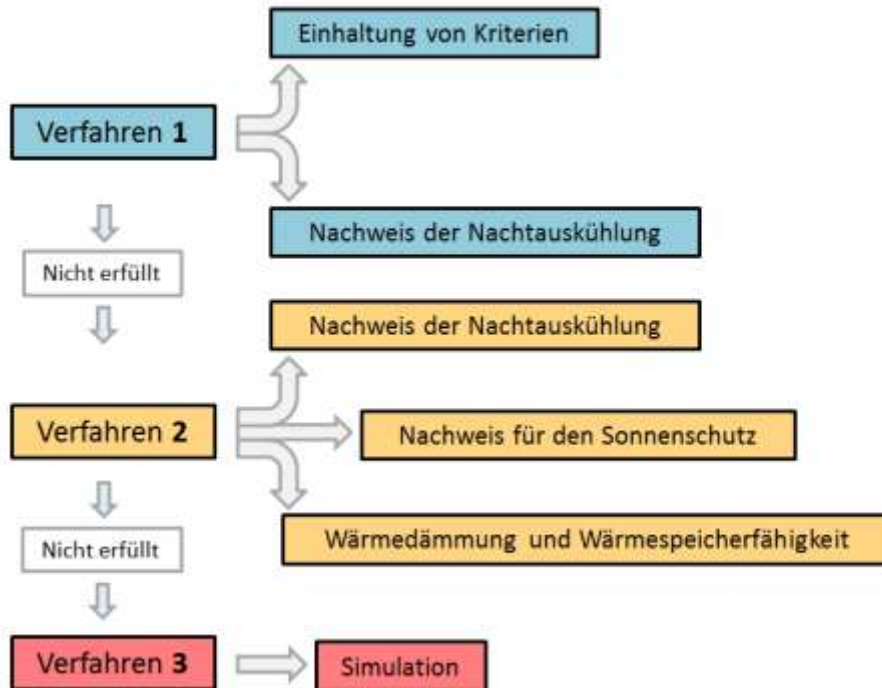 Einhaltung von Kriterien
Verfahren 1
Nachweis der Nachtauskühlung
Nicht erfüllt
Nachweis der Nachtauskühlung
Verfahren 2
Nachweis für den Sonnenschutz
Wärmedämmung und Wärmespeicherfähigkeit
Nicht erfüllt
Verfahren 3
Simulation